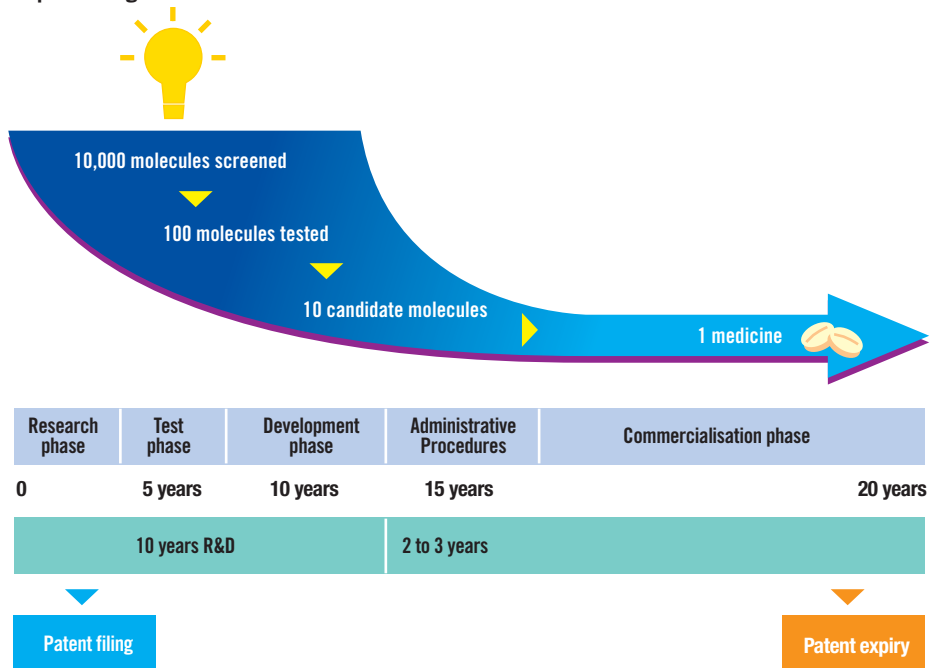 10,000 molecules screened
100 molecules tested
10 candidate molecules
1 medicine
Research
phase
Test
phase
Development
phase
Administrative
Procedures
Commercialisation phase
0
5 years
10 years
15 years
20 years
10 years R&D
2 to 3 years
Patent filing
Patent expiry